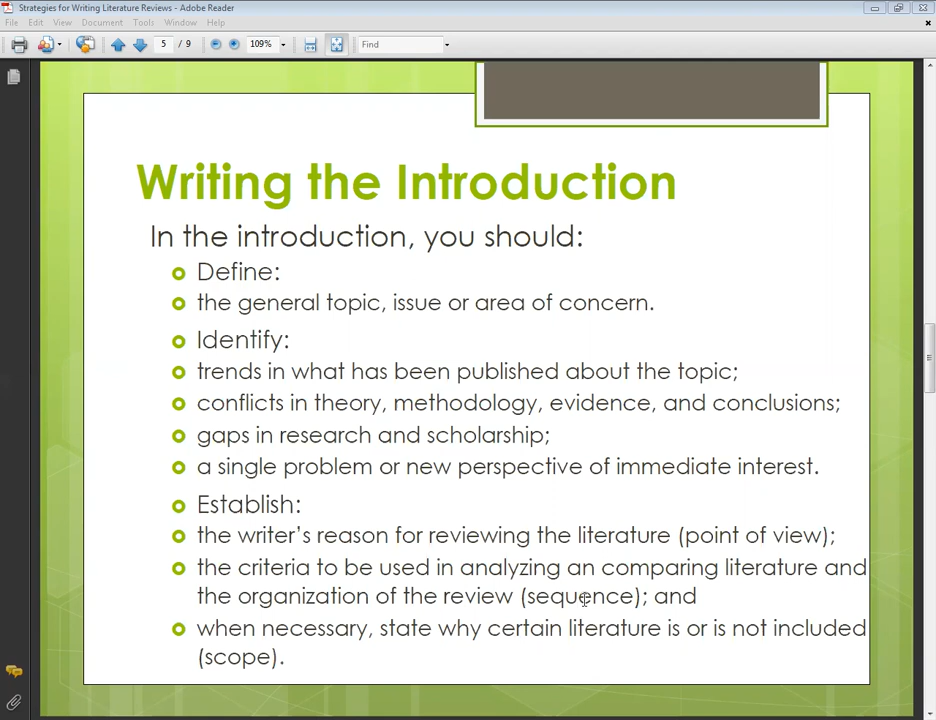 Strategies for Writing Literature Reviews - Adobe Reader
File Edit View Document Tools Window Help
5 / 9 109% Find
Writing the Introduction
In the introduction, you should:
Define:
the general topic, issue or area of concern.
Identify:
trends in what has been published about the topic;
conflicts in theory, methodology, evidence, and conclusions;
gaps in research and scholarship;
a single problem or new perspective of immediate interest.
Establish:
the writer's reason for reviewing the literature (point of view);
the criteria to be used in analyzing an comparing literature and
the organization of the review (sequence); and
when necessary, state why certain literature is or is not included
(scope).